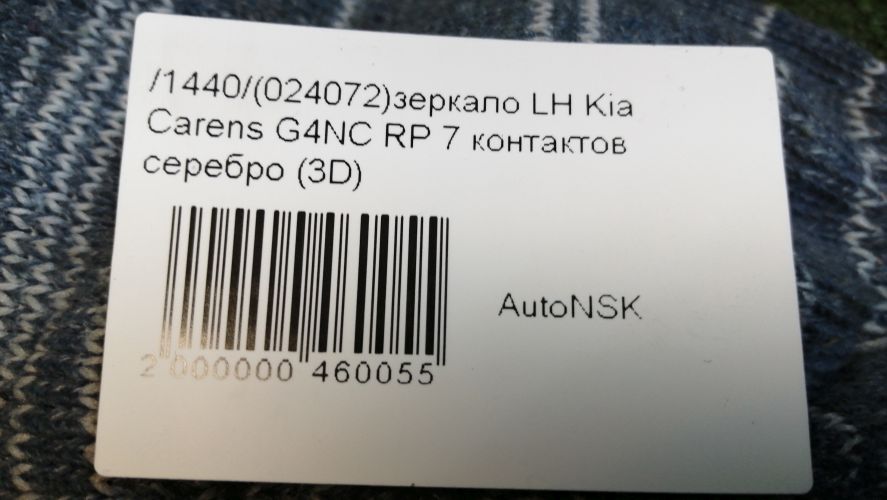 /1440/(024072)зеркало LH Kia
Carens G4NC RP 7 контактов
серебро (3D)
AutoNSK
2 000000 460055